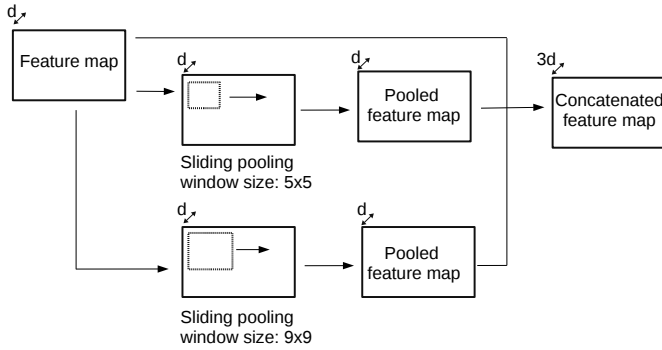 d
Feature map
d
Sliding pooling
window size: 5x5
d
Pooled
feature map
3d
Concatenated
feature map
d
Sliding pooling
window size: 9x9
d
Pooled
feature map